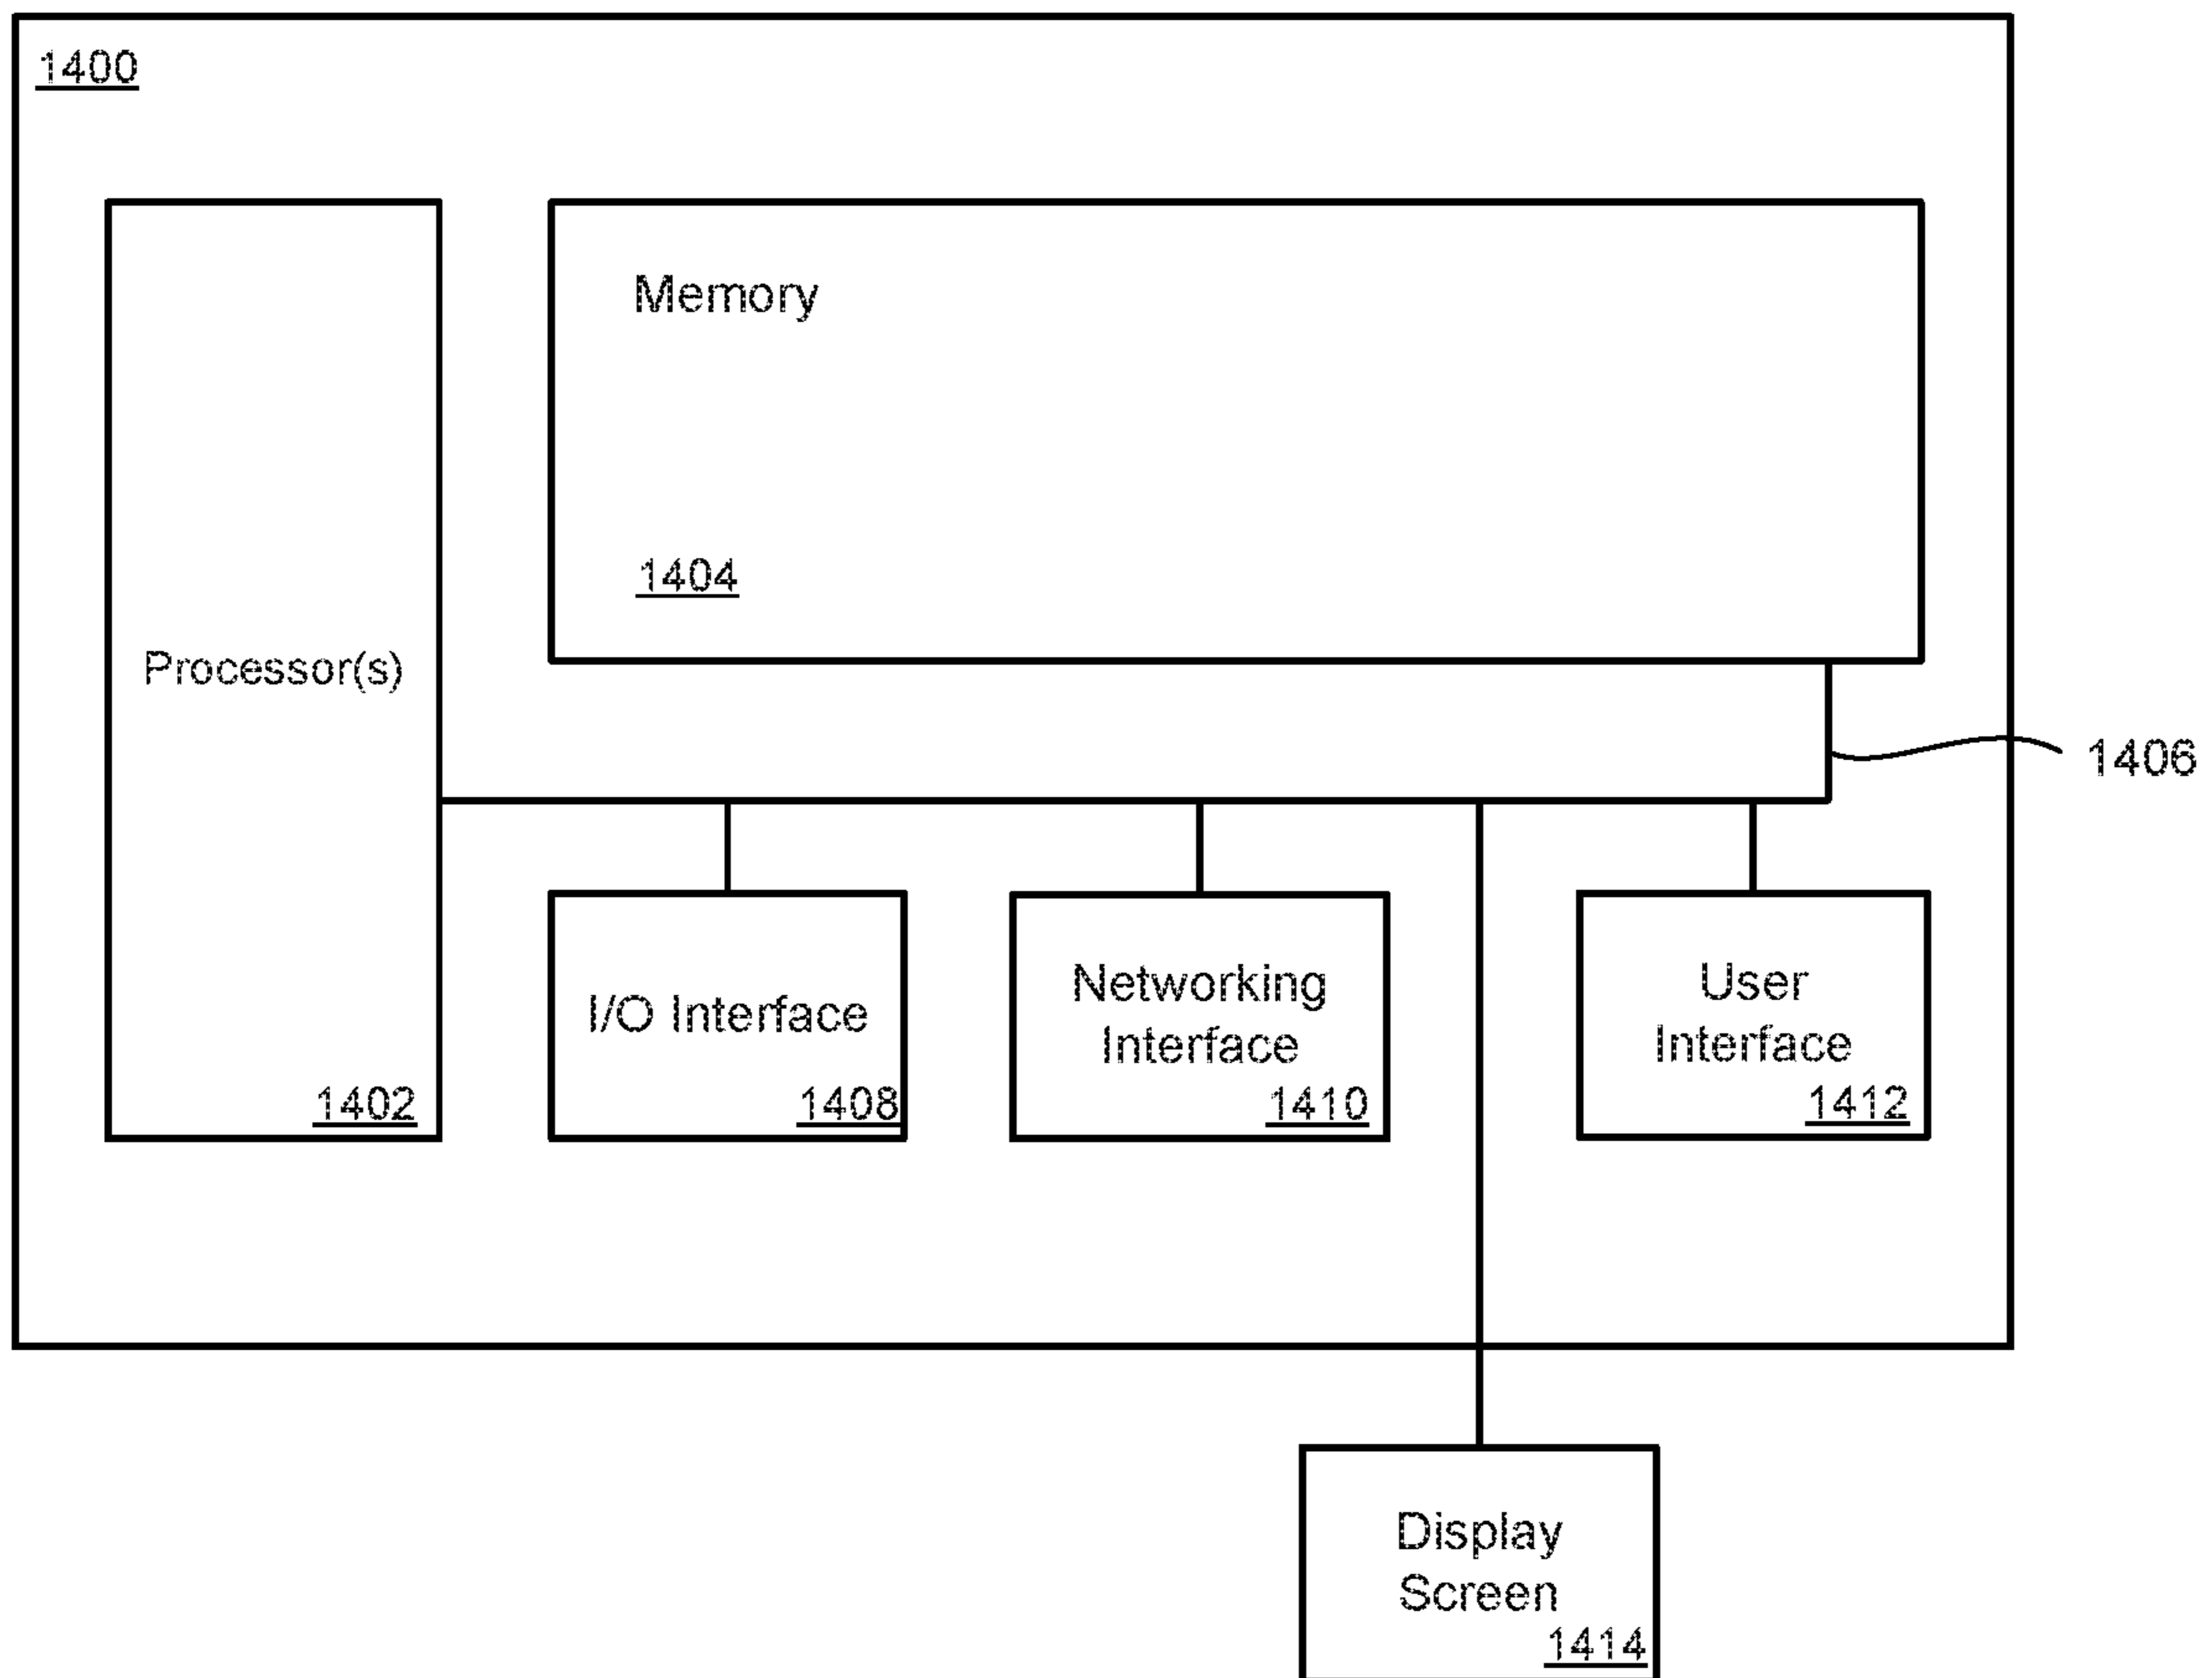 1400
Memory
1404
Processor(s)
1402
1406
I/O Interface
1408
Networking
Interface
1410
User
Interface
1412
Display
Screen
1414